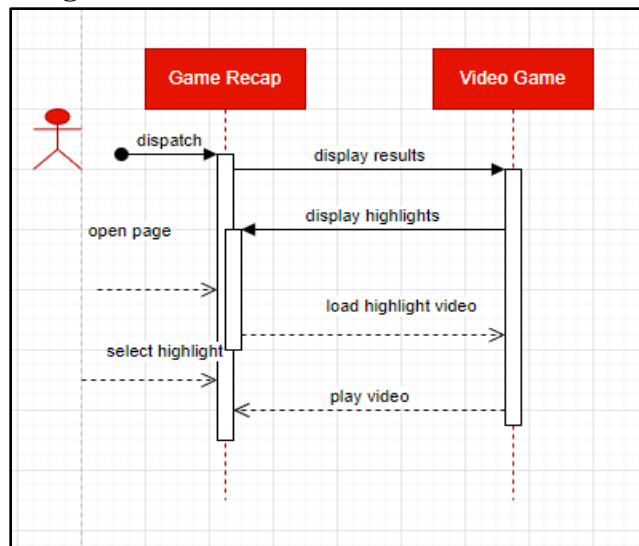 Game Recap
Video Game
dispatch
display results
display highlights
open page
load highlight video
select highlight
play video